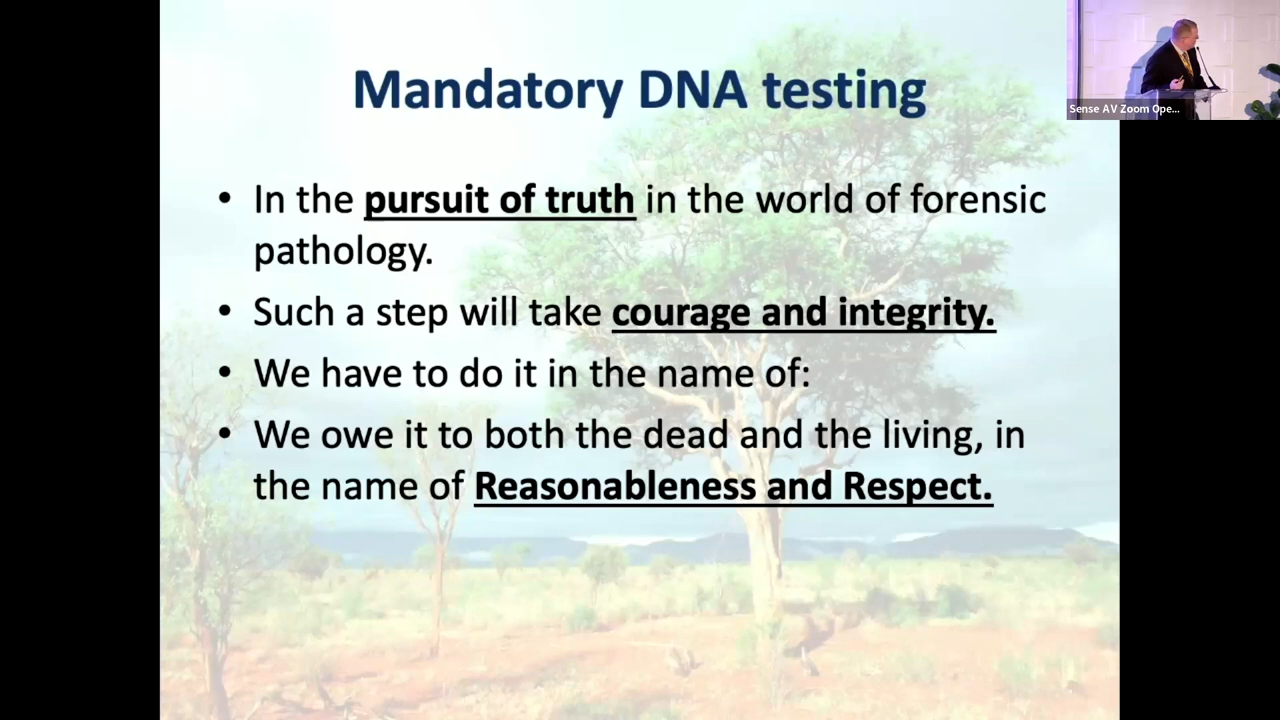 Mandatory DNA testing
Sense AV Zoom Ope...
• In the pursuit of truth in the world of forensic
pathology.
• Such a step will take courage and integrity.
• We have to do it in the name of:
• We owe it to both the dead and the living, in
the name of Reasonableness and Respect.